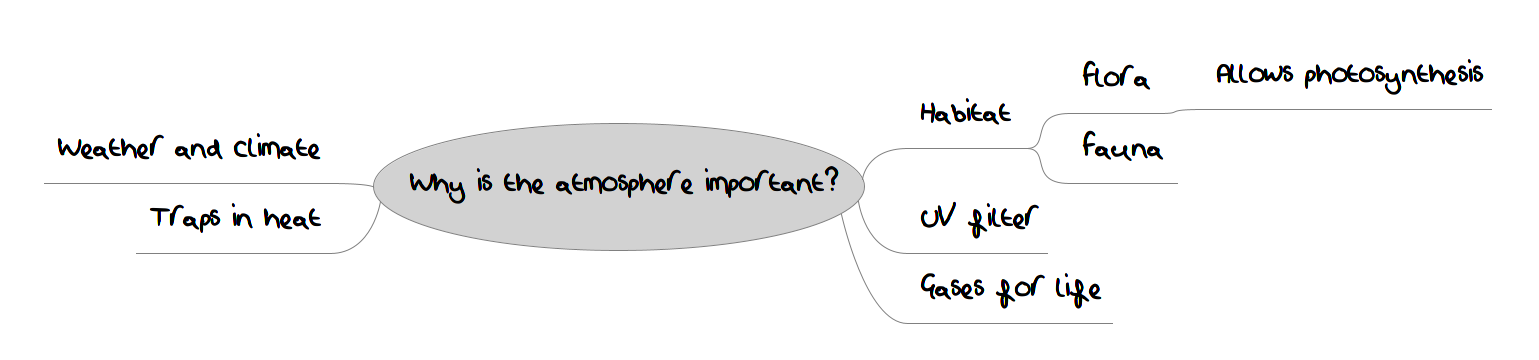 Why is the atmosphere important?
Weather and climate
Traps in heat
Habitat
flora
Allows photosynthesis
fauna
UV filter
Gases for life